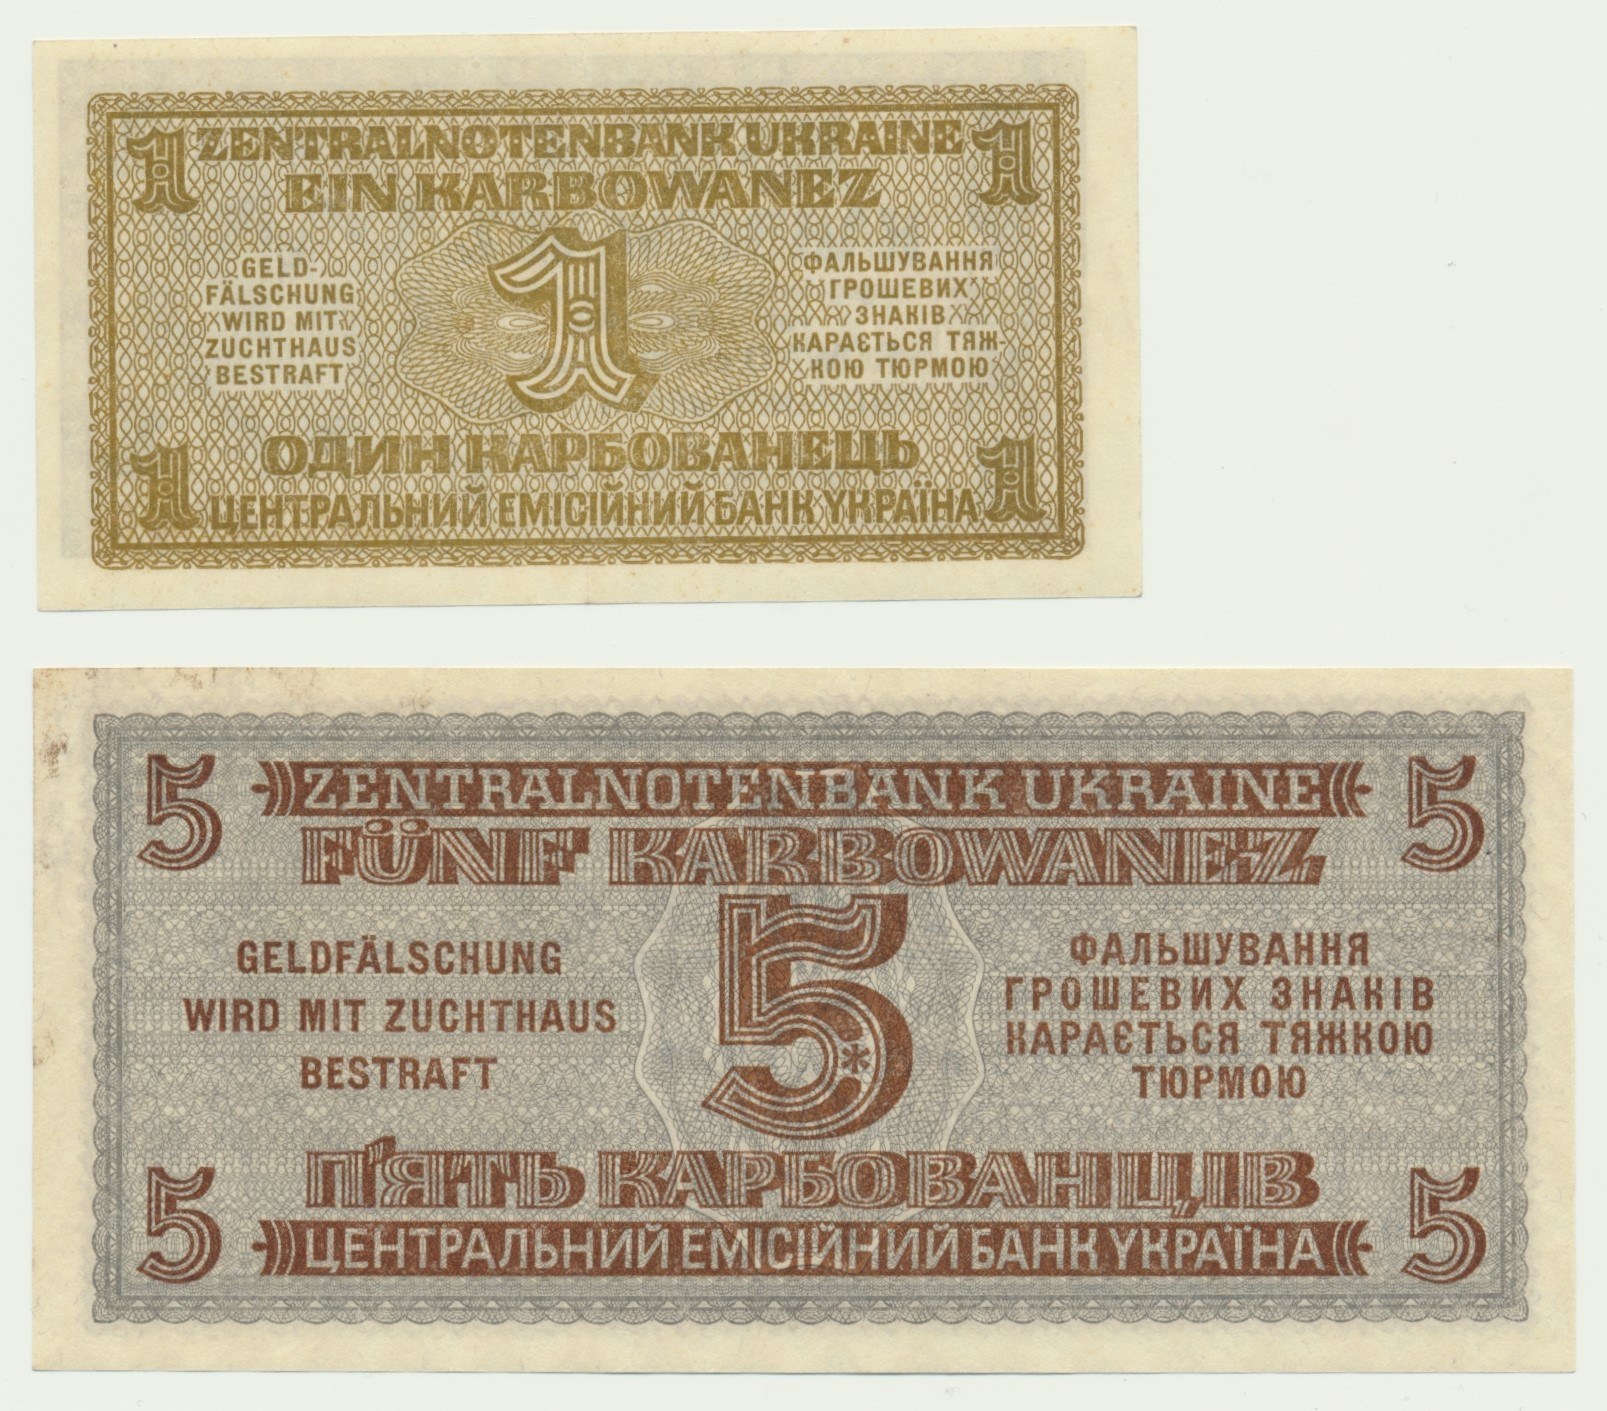 1 ZENTRALNOTENBANK UKRAINE 1
EIN KARBOWANEZ
GELD-
FÄLSCHUNG
WIRD MIT
ZUCHTHAUS
BESTRAFT
1
ФАЛЬШУВАННЯ
ГРОШЕВИХ
ЗНАКІВ
КАРАЄТЬСЯ ТЯЖ-
КОЮ ТЮРМОЮ
ОДИН КАРБОВАНЕЦЬ
1 ЦЕНТРАЛЬНИЙ ЕМІСІЙНИЙ БАНК УКРАЇНА 1
5 ZENTRALNOTENBANK UKRAINE 5
FÜNF KARBOWANEZ
GELDFÄLSCHUNG
WIRD MIT ZUCHTHAUS
BESTRAFT
5
*
ФАЛЬШУВАННЯ
ГРОШЕВИХ ЗНАКІВ
КАРАЄТЬСЯ ТЯЖКОЮ
ТЮРМОЮ
П'ЯТЬ КАРБОВАНЦІВ
5 ЦЕНТРАЛЬНИЙ ЕМІСІЙНИЙ БАНК УКРАЇНА 5